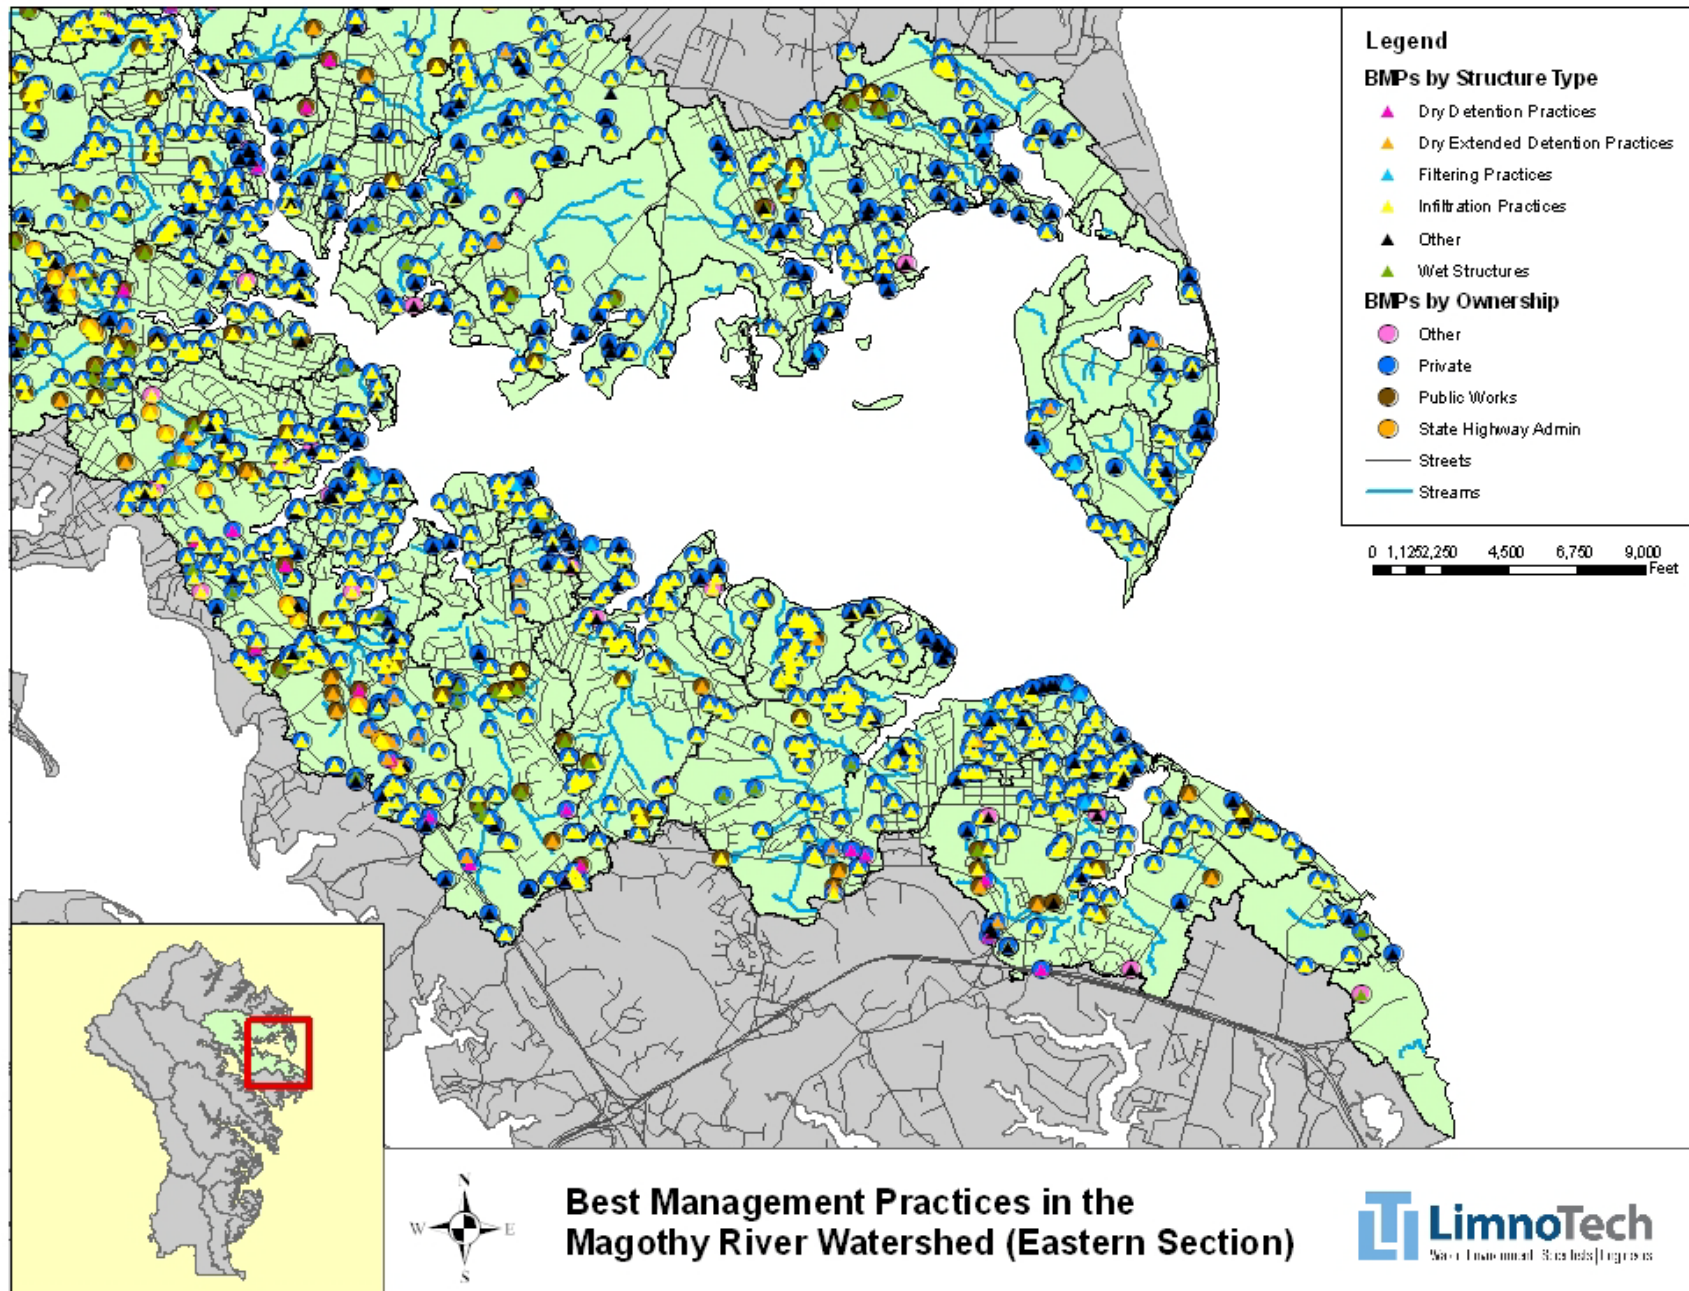 Legend
BMPs by Structure Type
Dry Detention Practices
Dry Extended Detention Practices
Filtering Practices
Infiltration Practices
Other
Wet Structures
BMPs by Ownership
Other
Private
Public Works
State Highway Admin
Streets
Streams
0 1,125 2,250 4,500 6,750 9,000
Feet
N
W E
S
Best Management Practices in the
Magothy River Watershed (Eastern Section)
LimnoTech
Scientists | Engineers